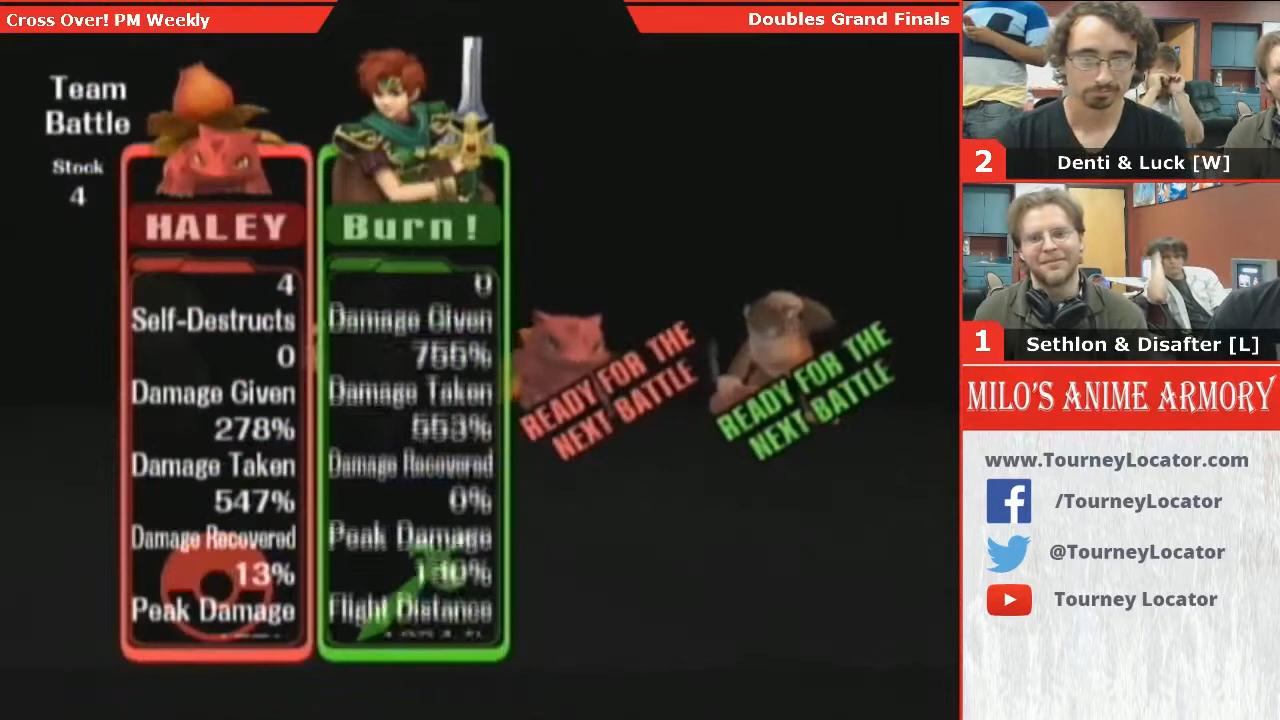 Cross Over! PM Weekly
Doubles Grand Finals
Team
Battle
Stock
4
HALEY
4
Self-Destructs
0
Damage Given
278%
Damage Taken
547%
Damage Recovered
13%
Peak Damage
Burn!
0
Damage Given
755%
Damage Taken
553%
Damage Recovered
0%
Peak Damage
Flight Distance
READY FOR THE
NEXT BATTLE
READY FOR THE
NEXT BATTLE
2 Denti & Luck [W]
1 Sethlon & Disafter [L]
MILO'S ANIME ARMORY
www.TourneyLocator.com
/TourneyLocator
@TourneyLocator
Tourney Locator